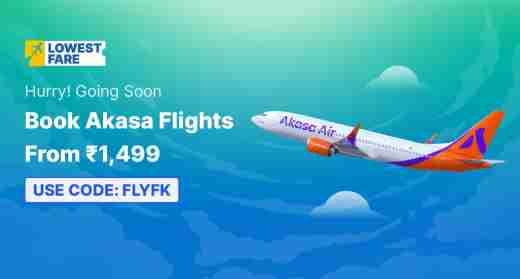 LOWEST
FARE
Hurry! Going Soon
Book Akasa Flights
From ₹1,499
USE CODE: FLYFK
Akasa Air